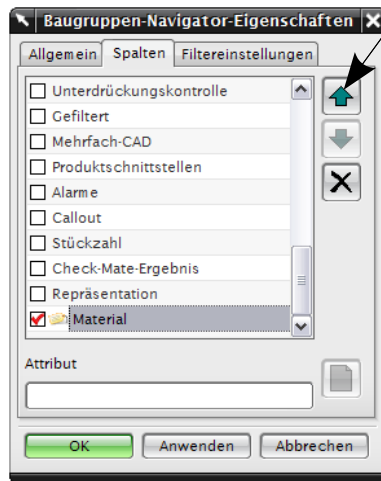 Baugruppen-Navigator-Eigenschaften
Allgemein Spalten Filtereinstellungen
Unterdrückungskontrolle
Gefiltert
Mehrfach-CAD
Produktschnittstellen
Alarme
Callout
Stückzahl
Check-Mate-Ergebnis
Repräsentation
Material
Attribut
OK Anwenden Abbrechen